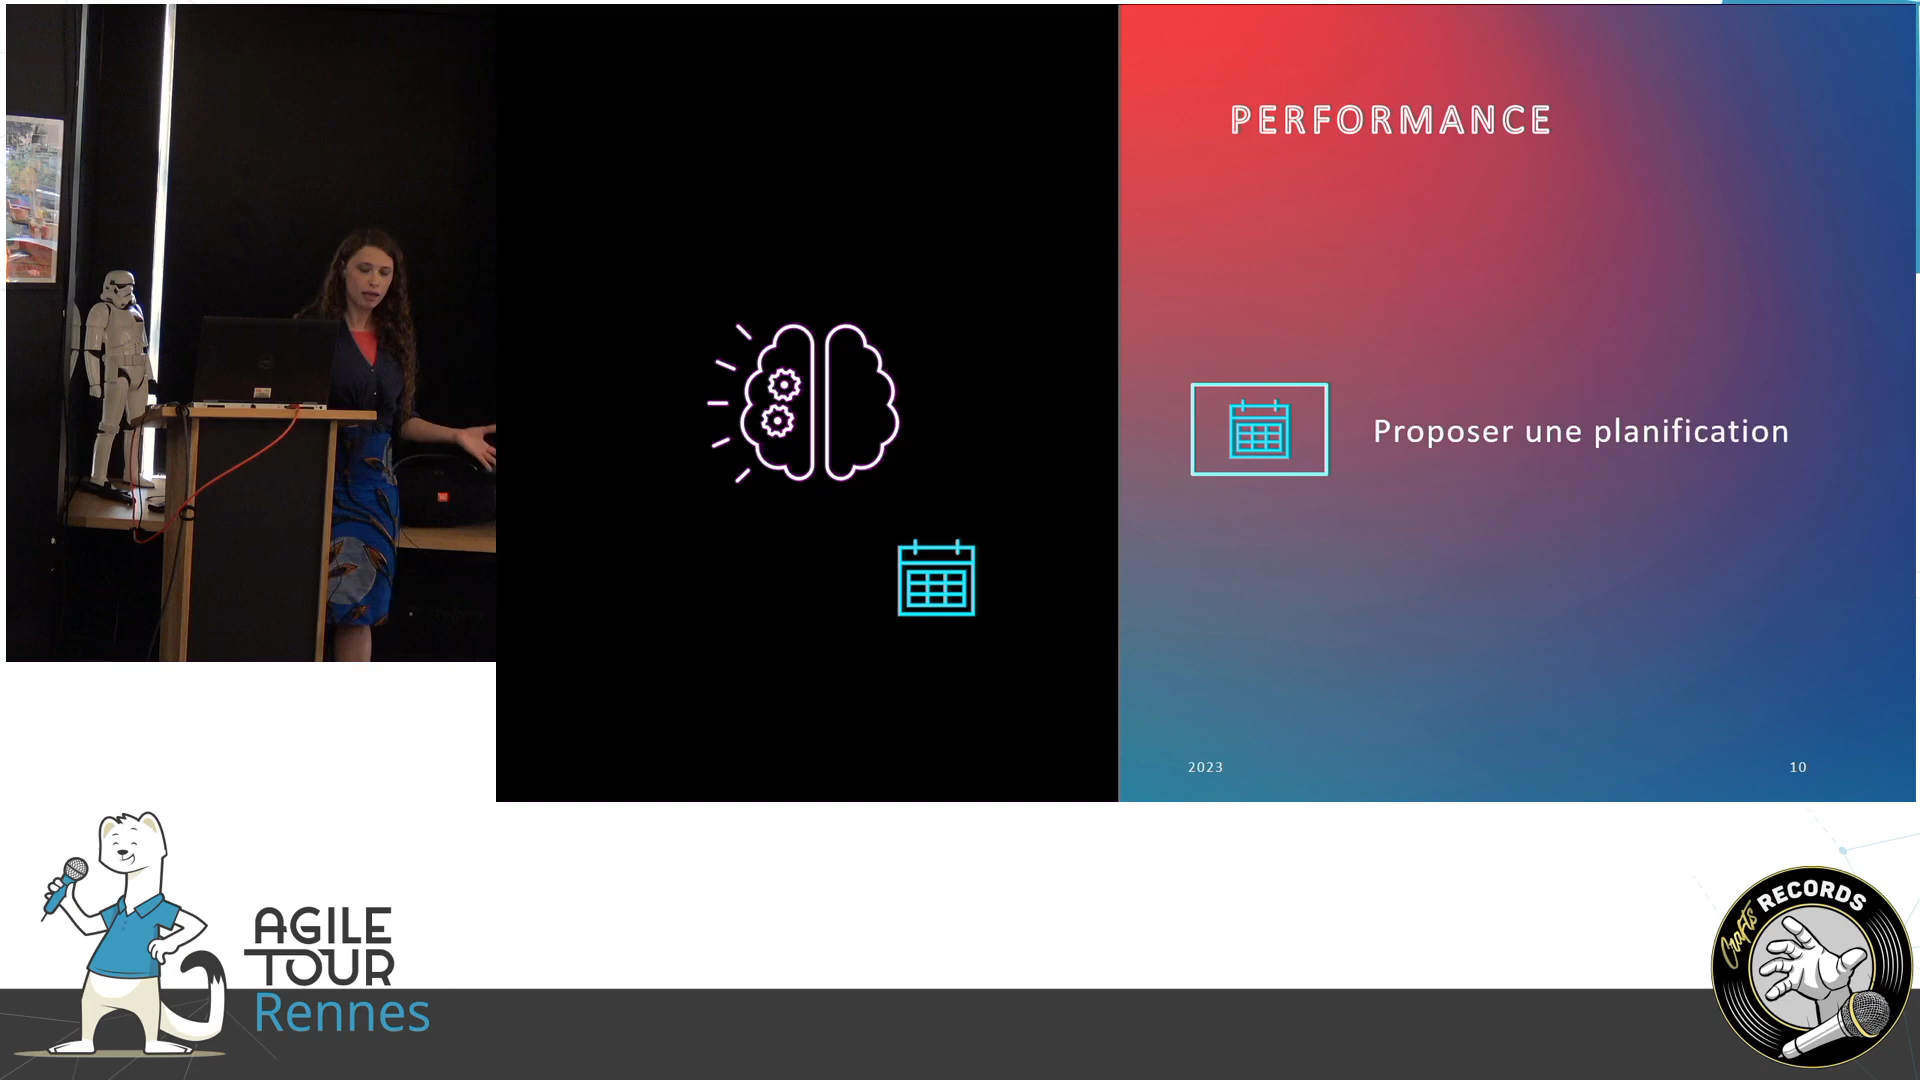 PERFORMANCE
Proposer une planification
2023
10
AGILE
TOUR
Rennes
Crafts
RECORDS